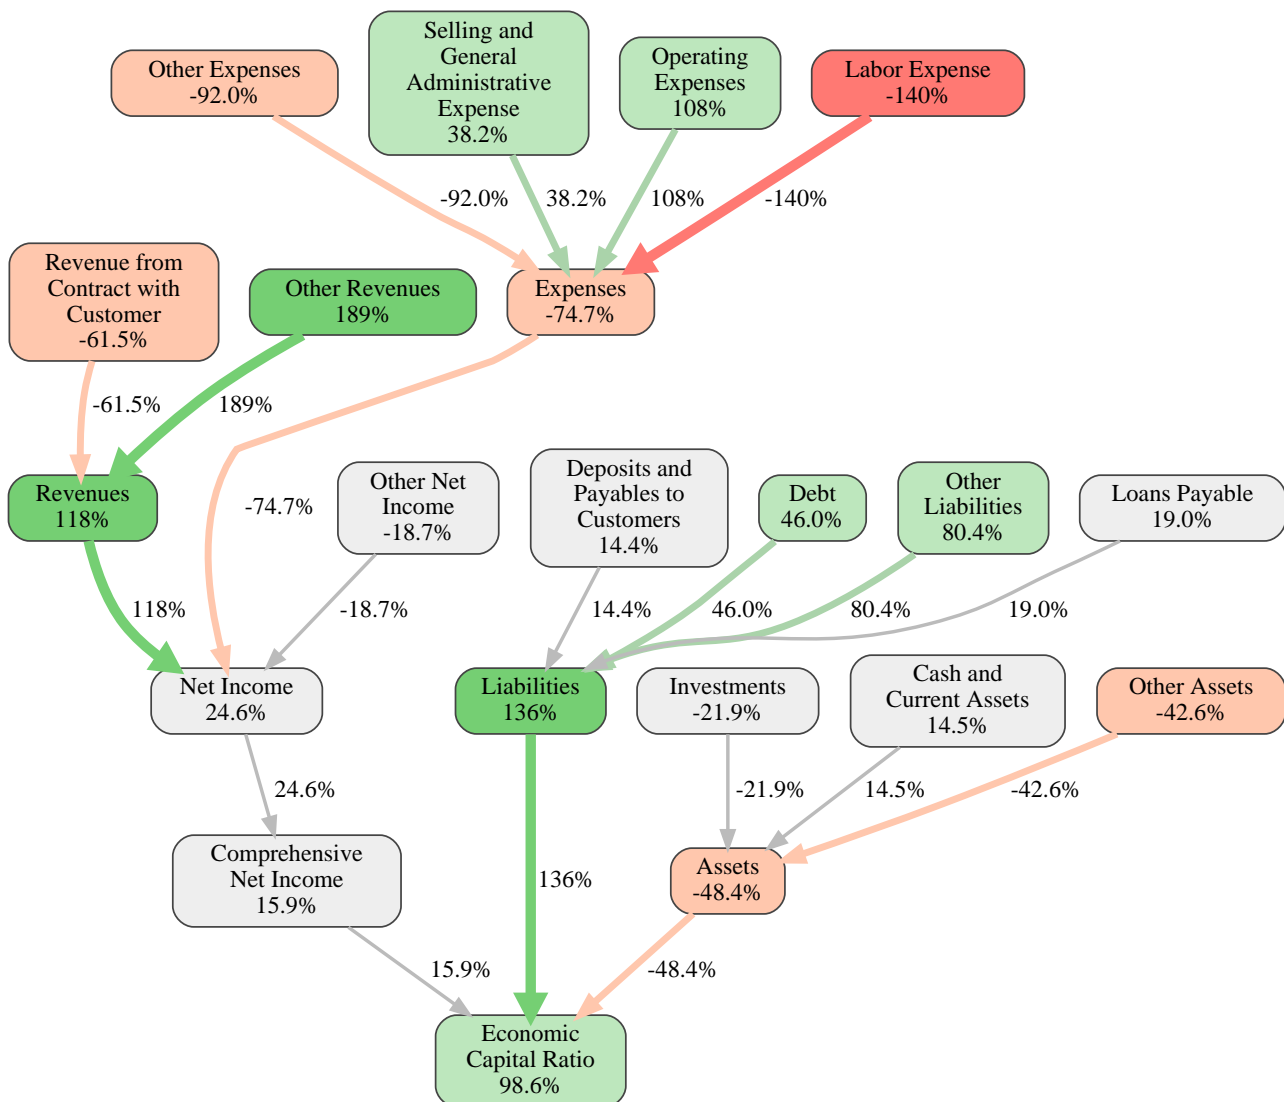 Other Expenses
-92.0%
Selling and
General
Administrative
Expense
38.2%
Operating
Expenses
108%
Labor Expense
-140%
-92.0%
38.2%
108%
-140%
Revenue from
Contract with
Customer
-61.5%
Other Revenues
189%
Expenses
-74.7%
-61.5%
189%
Revenues
118%
-74.7%
Other Net
Income
-18.7%
Deposits and
Payables to
Customers
14.4%
Debt
46.0%
Other
Liabilities
80.4%
Loans Payable
19.0%
118%
-18.7%
14.4%
46.0%
80.4%
19.0%
Net Income
24.6%
Liabilities
136%
Investments
-21.9%
Cash and
Current Assets
14.5%
Other Assets
-42.6%
24.6%
-21.9%
14.5%
-42.6%
Comprehensive
Net Income
15.9%
136%
Assets
-48.4%
15.9%
-48.4%
Economic
Capital Ratio
98.6%